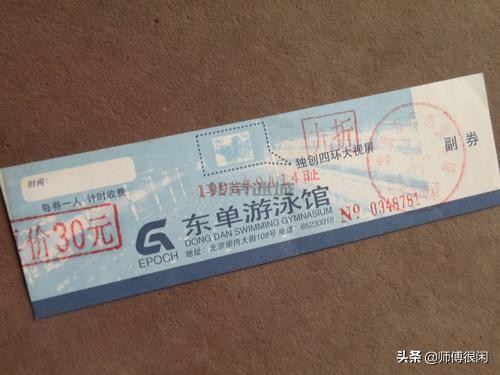 时间:
每券一人 计时收费
价30元
独创四环大视屏
副券
EPOCH
东单游泳馆
DONG DAN SWIMMING GYMNASIUM
地址: 北京崇内大街108号 电话: 65230018
No 0348781
头条 @师傅很闲